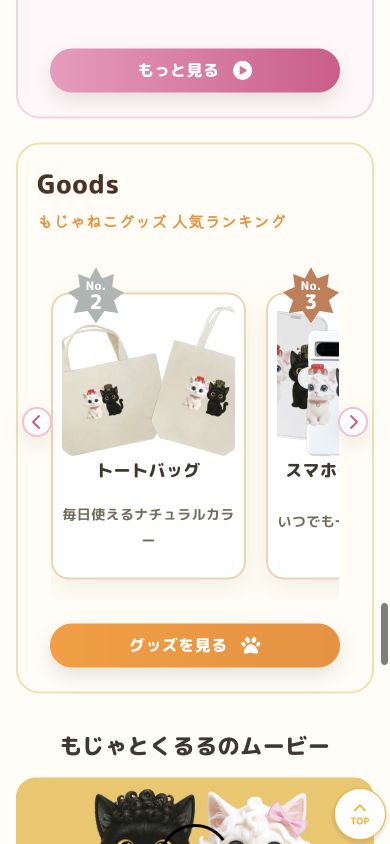 もっと見る
Goods
もじゃねこグッズ 人気ランキング
No.
2
No.
3
トートバッグ
スマホ
毎日使えるナチュラルカラ
ー
いつでも
グッズを見る
もじゃとくるるのムービー
TOP